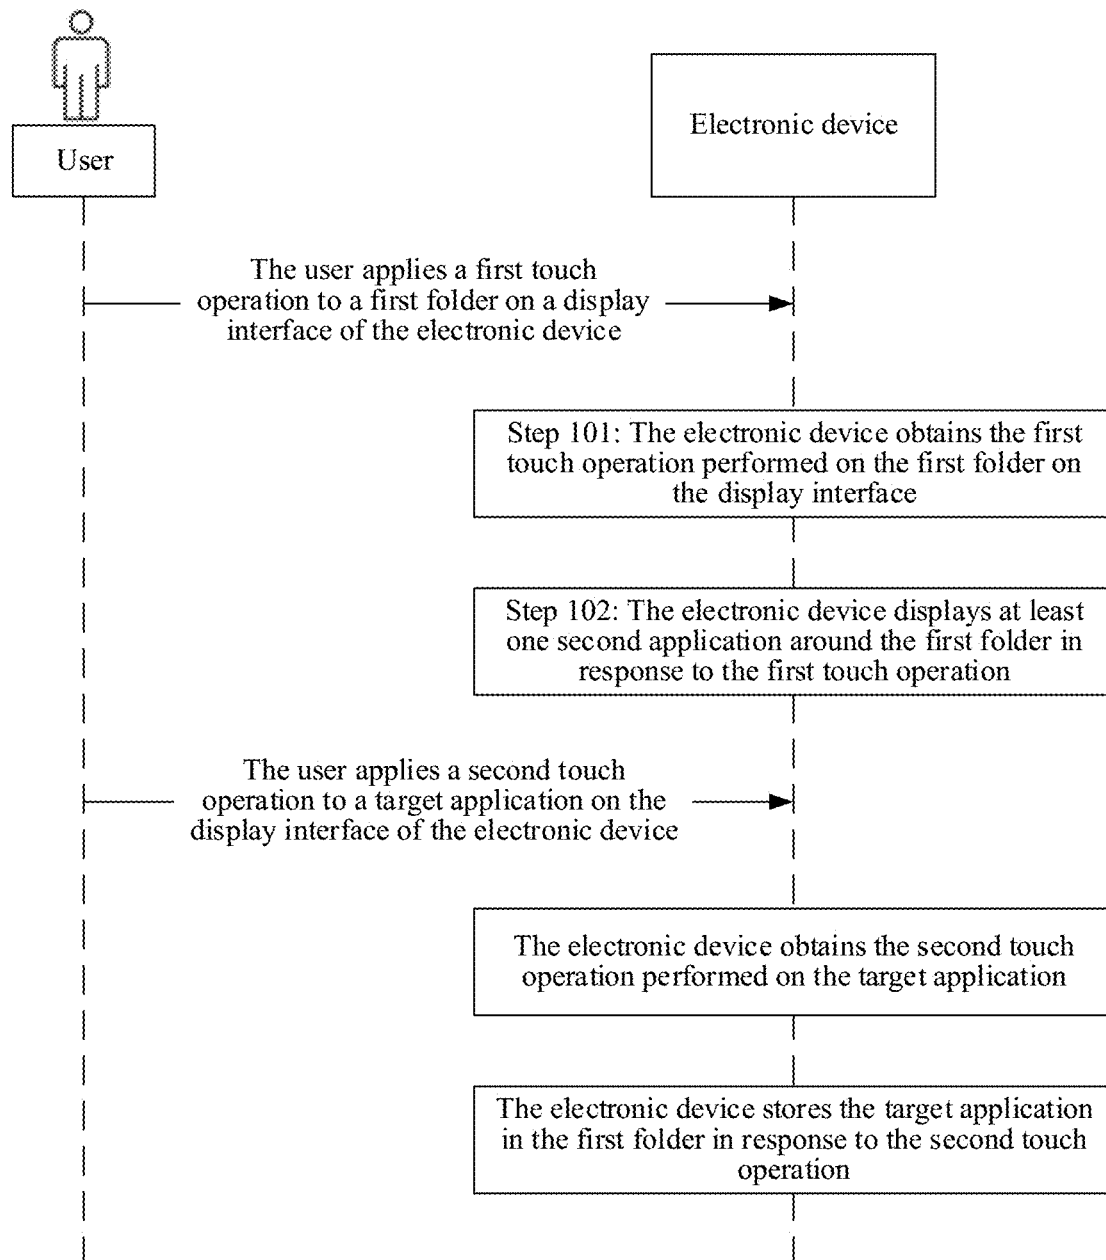 User
Electronic device
The user applies a first touch
operation to a first folder on a display
interface of the electronic device
Step 101: The electronic device obtains the first
touch operation performed on the first folder on
the display interface
Step 102: The electronic device displays at least
one second application around the first folder in
response to the first touch operation
The user applies a second touch
operation to a target application on the
display interface of the electronic device
The electronic device obtains the second touch
operation performed on the target application
The electronic device stores the target application
in the first folder in response to the second touch
operation